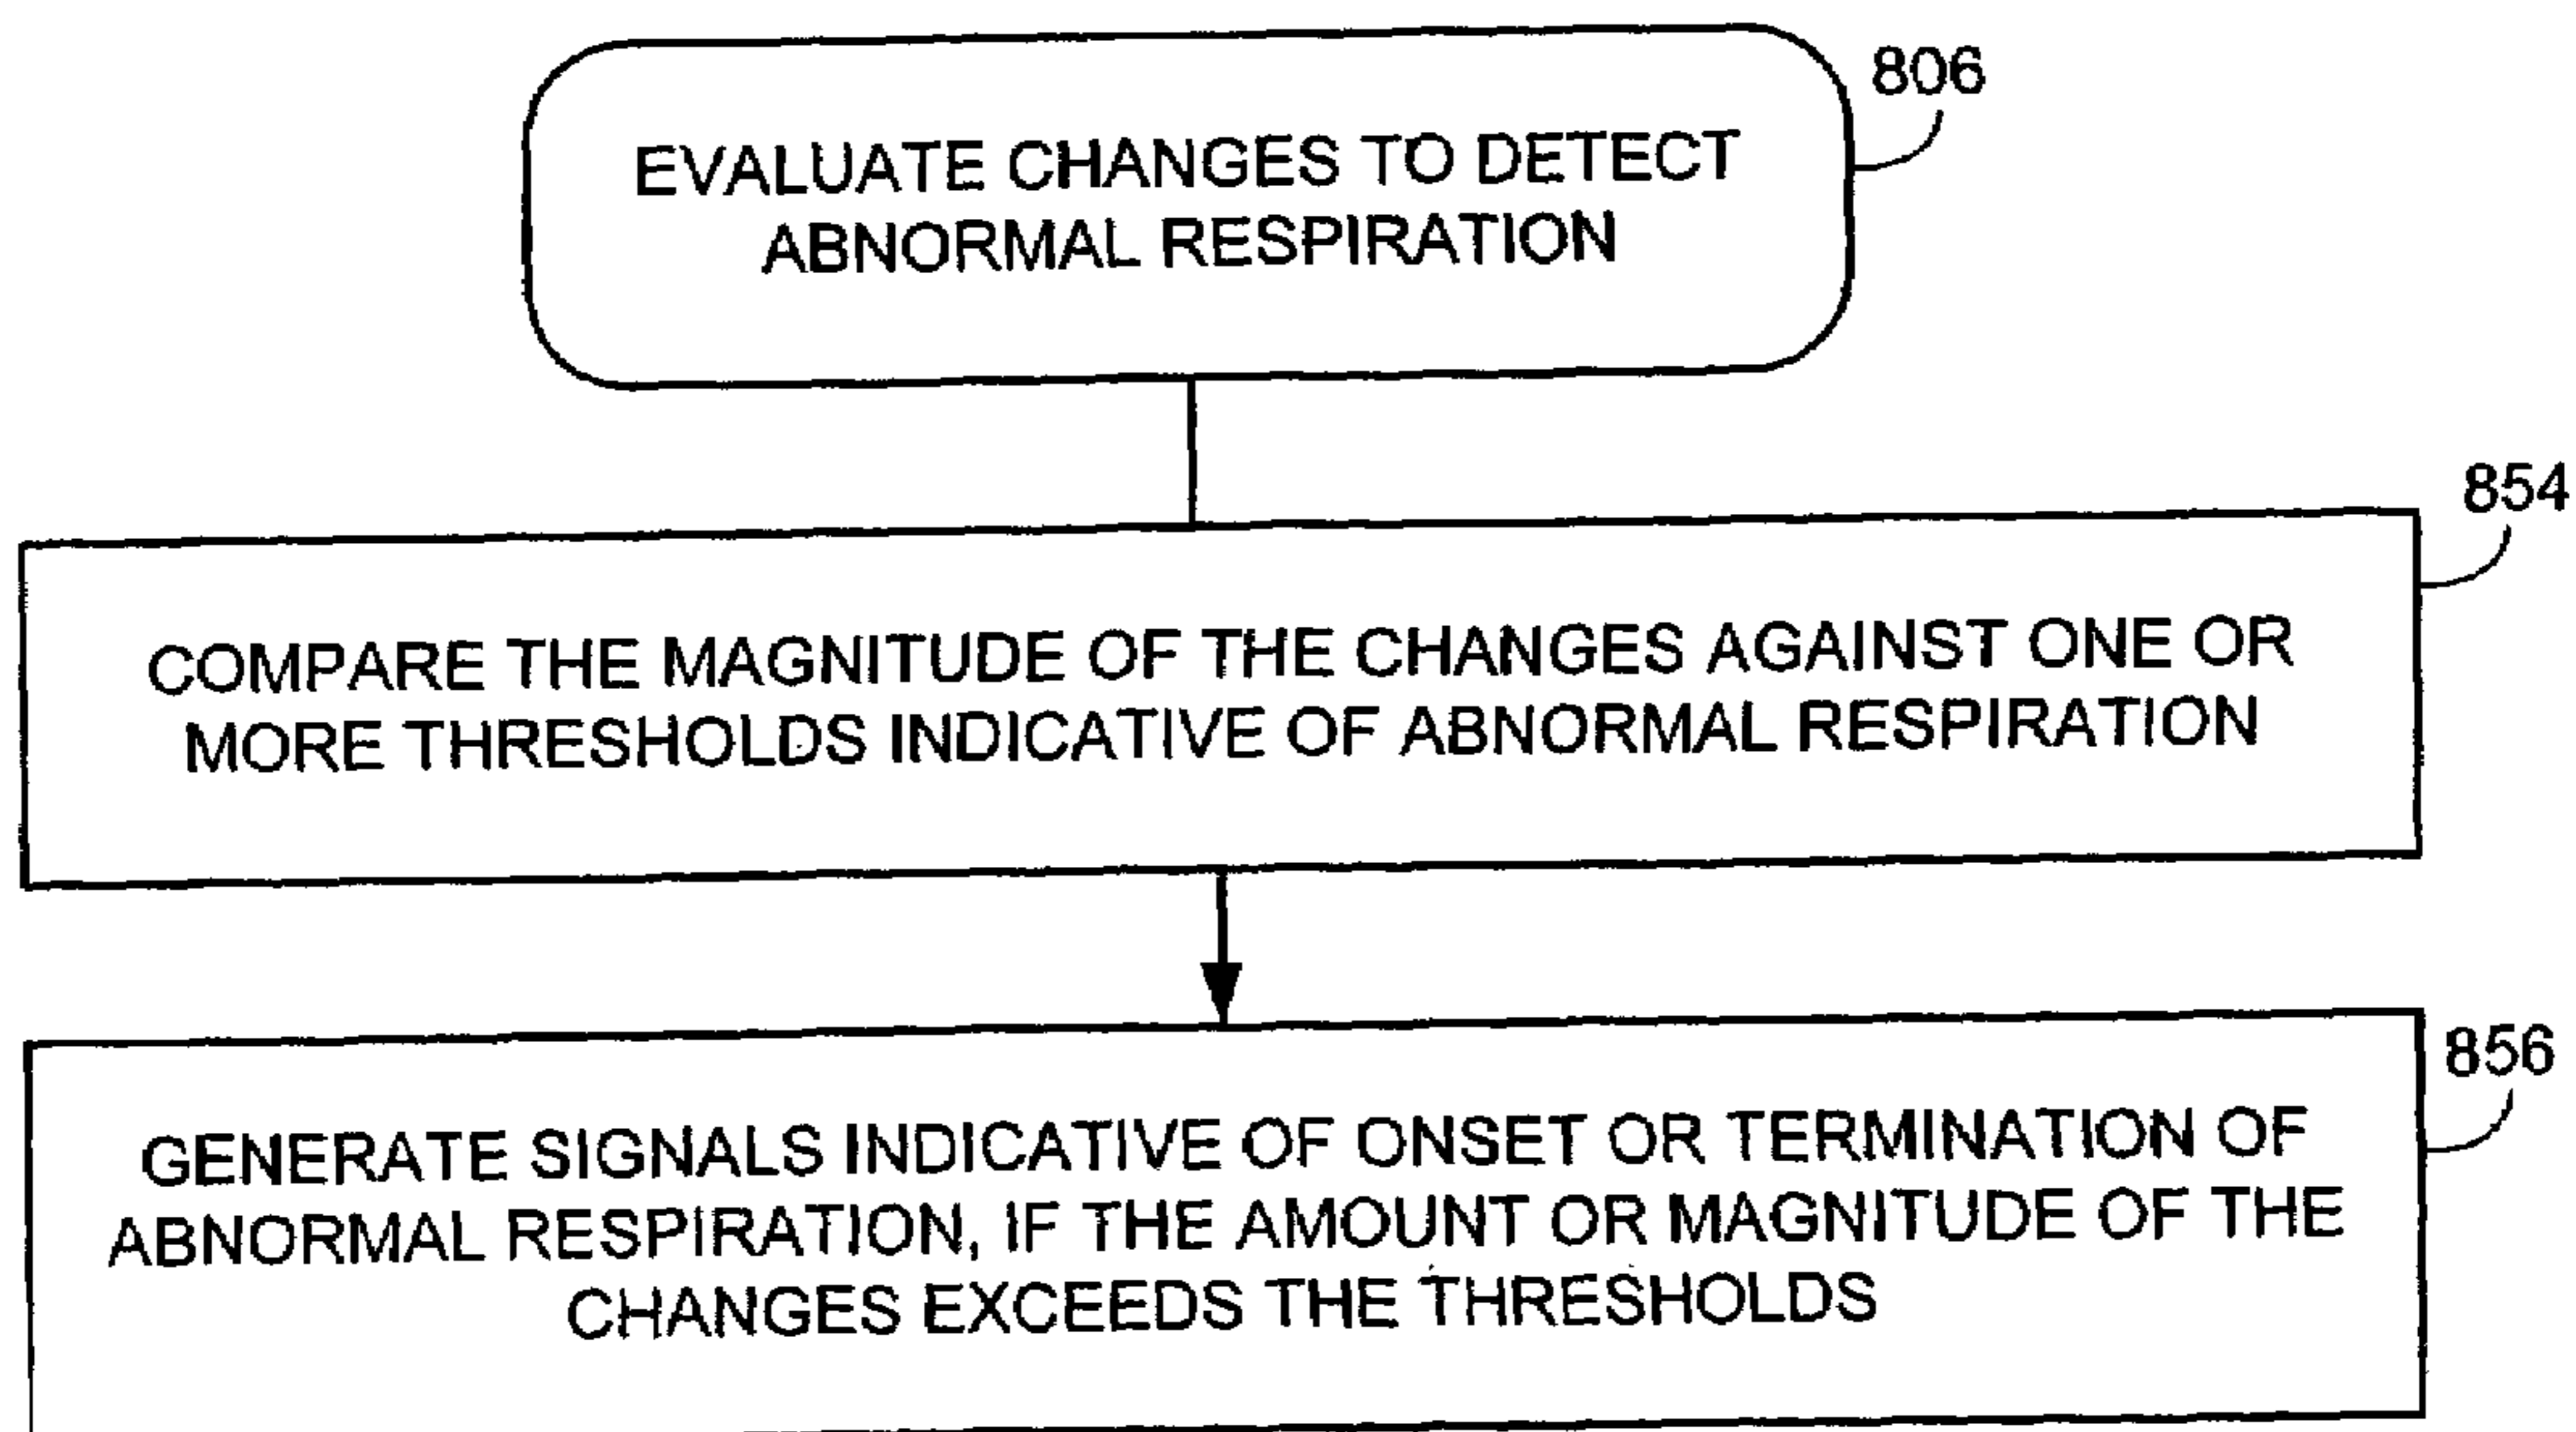 806
EVALUATE CHANGES TO DETECT
ABNORMAL RESPIRATION
854
COMPARE THE MAGNITUDE OF THE CHANGES AGAINST ONE OR
MORE THRESHOLDS INDICATIVE OF ABNORMAL RESPIRATION
856
GENERATE SIGNALS INDICATIVE OF ONSET OR TERMINATION OF
ABNORMAL RESPIRATION, IF THE AMOUNT OR MAGNITUDE OF THE
CHANGES EXCEEDS THE THRESHOLDS